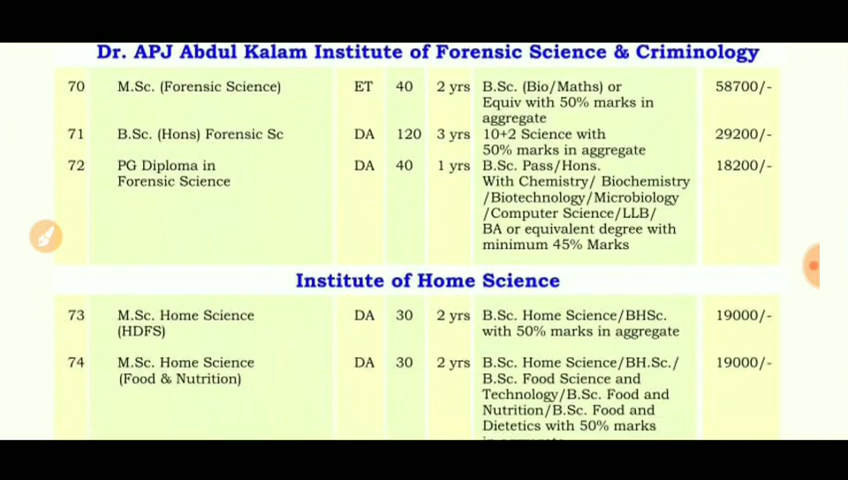 Dr. APJ Abdul Kalam Institute of Forensic Science & Criminology
70 M.Sc. (Forensic Science) ET 40 2 yrs B.Sc. (Bio/Maths) or 58700/-
Equiv with 50% marks in
aggregate
71 B.Sc. (Hons) Forensic Sc DA 120 3 yrs 10+2 Science with 29200/-
50% marks in aggregate
72 PG Diploma in DA 40 1 yrs B.Sc. Pass/Hons. 18200/-
Forensic Science With Chemistry/ Biochemistry
/Biotechnology/Microbiology
/Computer Science/LLB/
BA or equivalent degree with
minimum 45% Marks
Institute of Home Science
73 M.Sc. Home Science DA 30 2 yrs B.Sc. Home Science/BHSc. 19000/-
(HDFS) with 50% marks in aggregate
74 M.Sc. Home Science DA 30 2 yrs B.Sc. Home Science/BH.Sc./ 19000/-
(Food & Nutrition) B.Sc. Food Science and
Technology/B.Sc. Food and
Nutrition/B.Sc. Food and
Dietetics with 50% marks